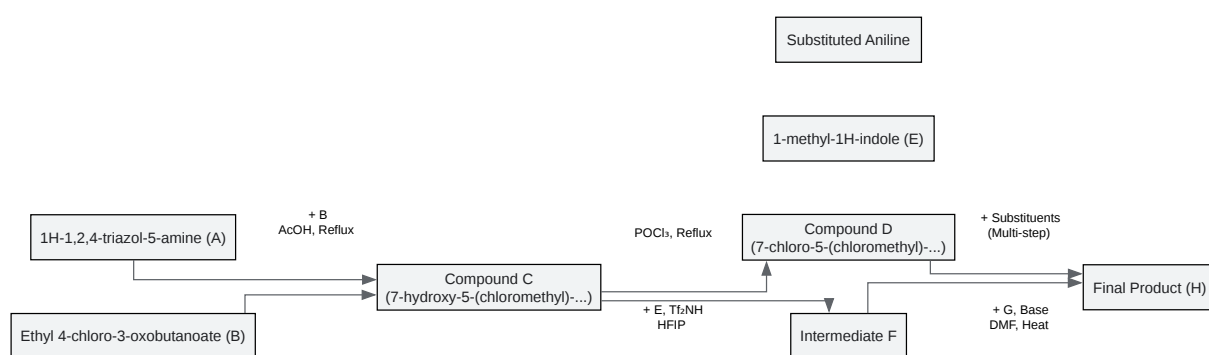 Substituted Aniline
1-methyl-1H-indole (E)
+ B
AcOH, Reflux
1H-1,2,4-triazol-5-amine (A)
POCl₃, Reflux
Compound D
(7-chloro-5-(chloromethyl)-...)
+ Substituents
(Multi-step)
Compound C
(7-hydroxy-5-(chloromethyl)-...)
Final Product (H)
Ethyl 4-chloro-3-oxobutanoate (B)
+ E, Tf₂NH
HFIP
Intermediate F
+ G, Base
DMF, Heat